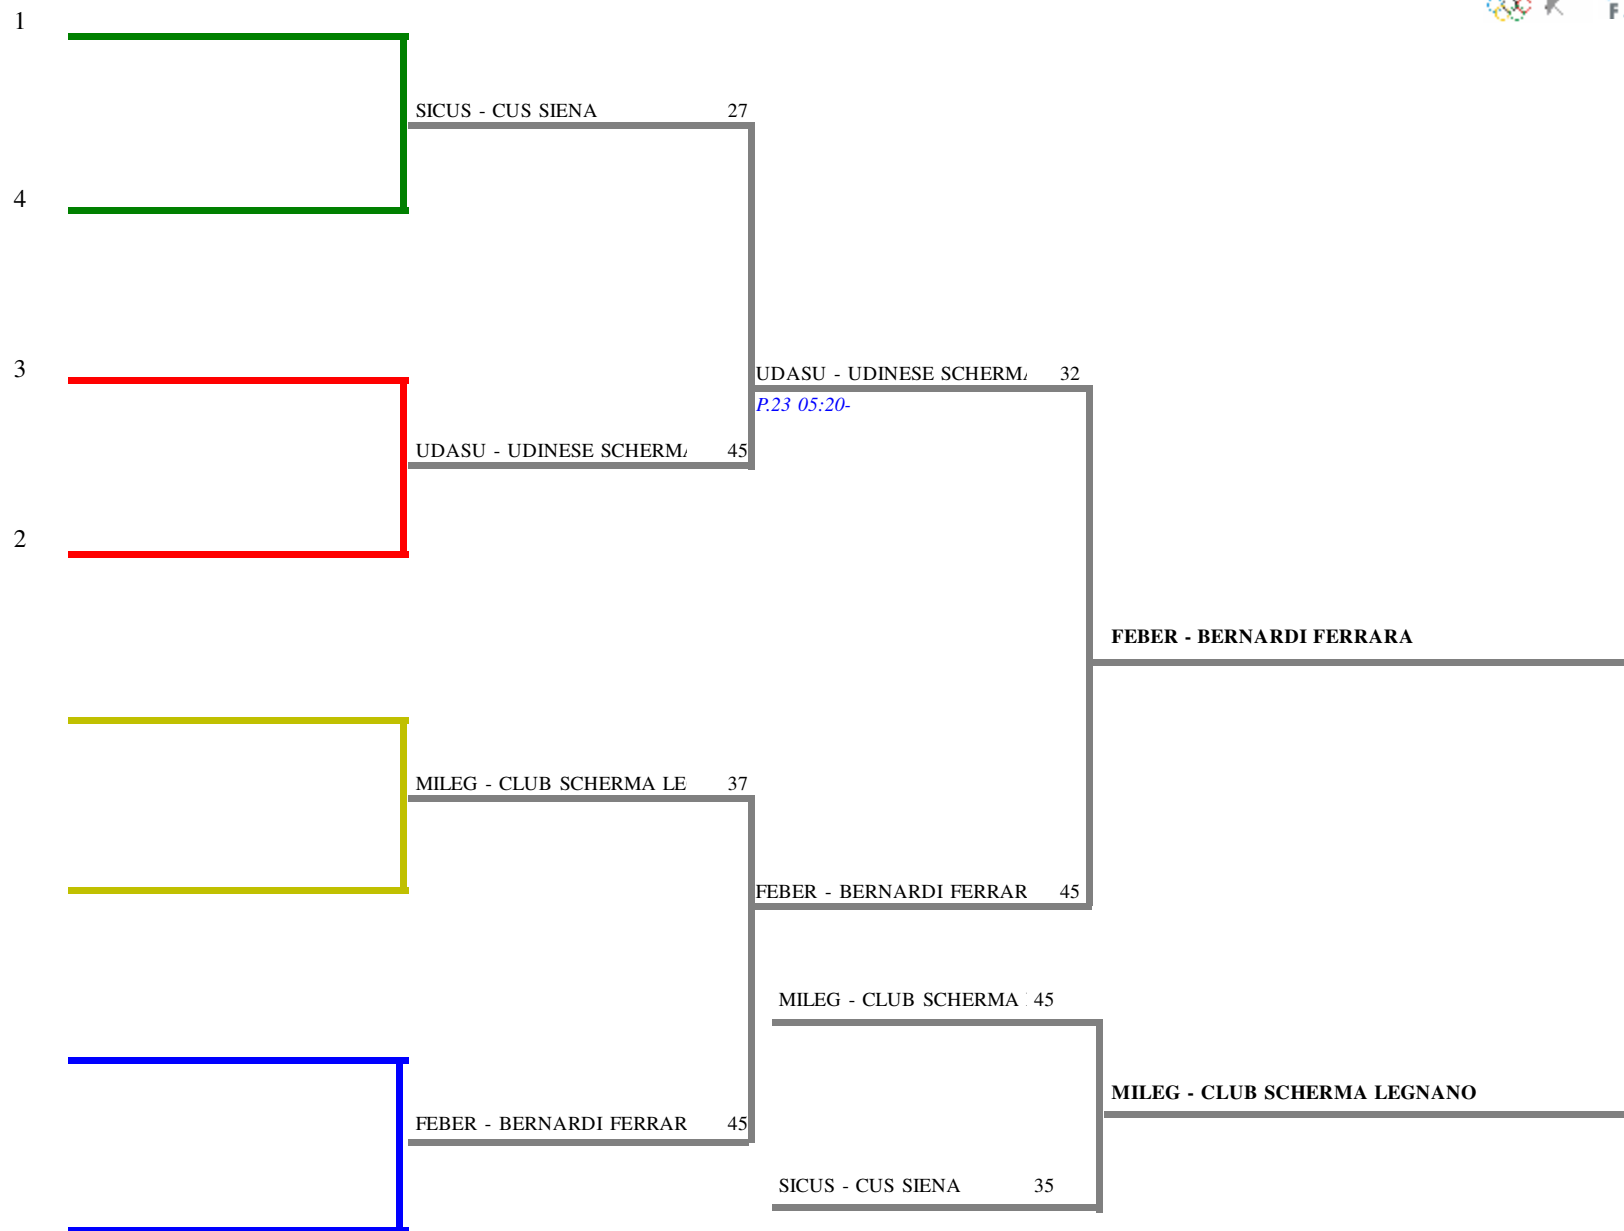 F
1
SICUS - CUS SIENA 27
4
3
UDASU - UDINESE SCHERMA 32
P.23 05:20-
UDASU - UDINESE SCHERMA 45
2
FEBER - BERNARDI FERRARA
MILEG - CLUB SCHERMA LE 37
FEBER - BERNARDI FERRAR 45
MILEG - CLUB SCHERMA 45
MILEG - CLUB SCHERMA LEGNANO
FEBER - BERNARDI FERRAR 45
SICUS - CUS SIENA 35